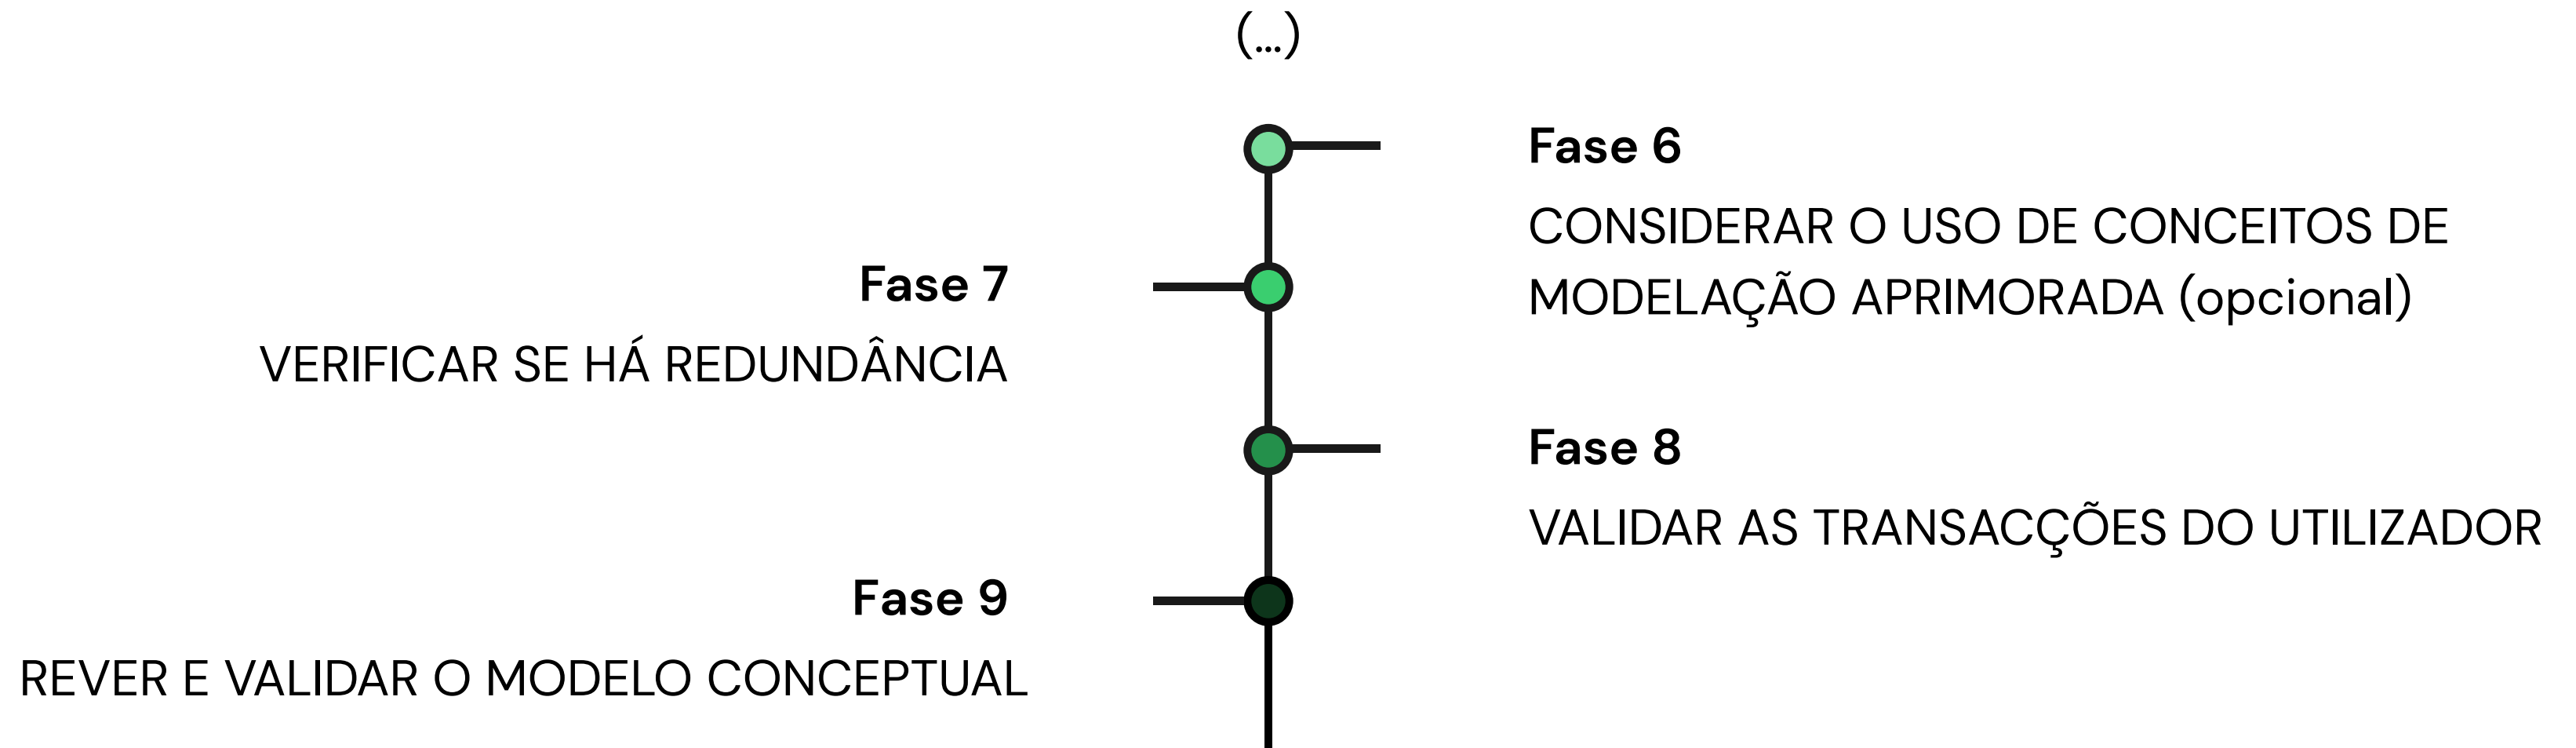 (...)
Fase 6
CONSIDERAR O USO DE CONCEITOS DE
MODELAÇÃO APRIMORADA (opcional)
Fase 7
VERIFICAR SE HÁ REDUNDÂNCIA
Fase 8
VALIDAR AS TRANSACÇÕES DO UTILIZADOR
Fase 9
REVER E VALIDAR O MODELO CONCEPTUAL